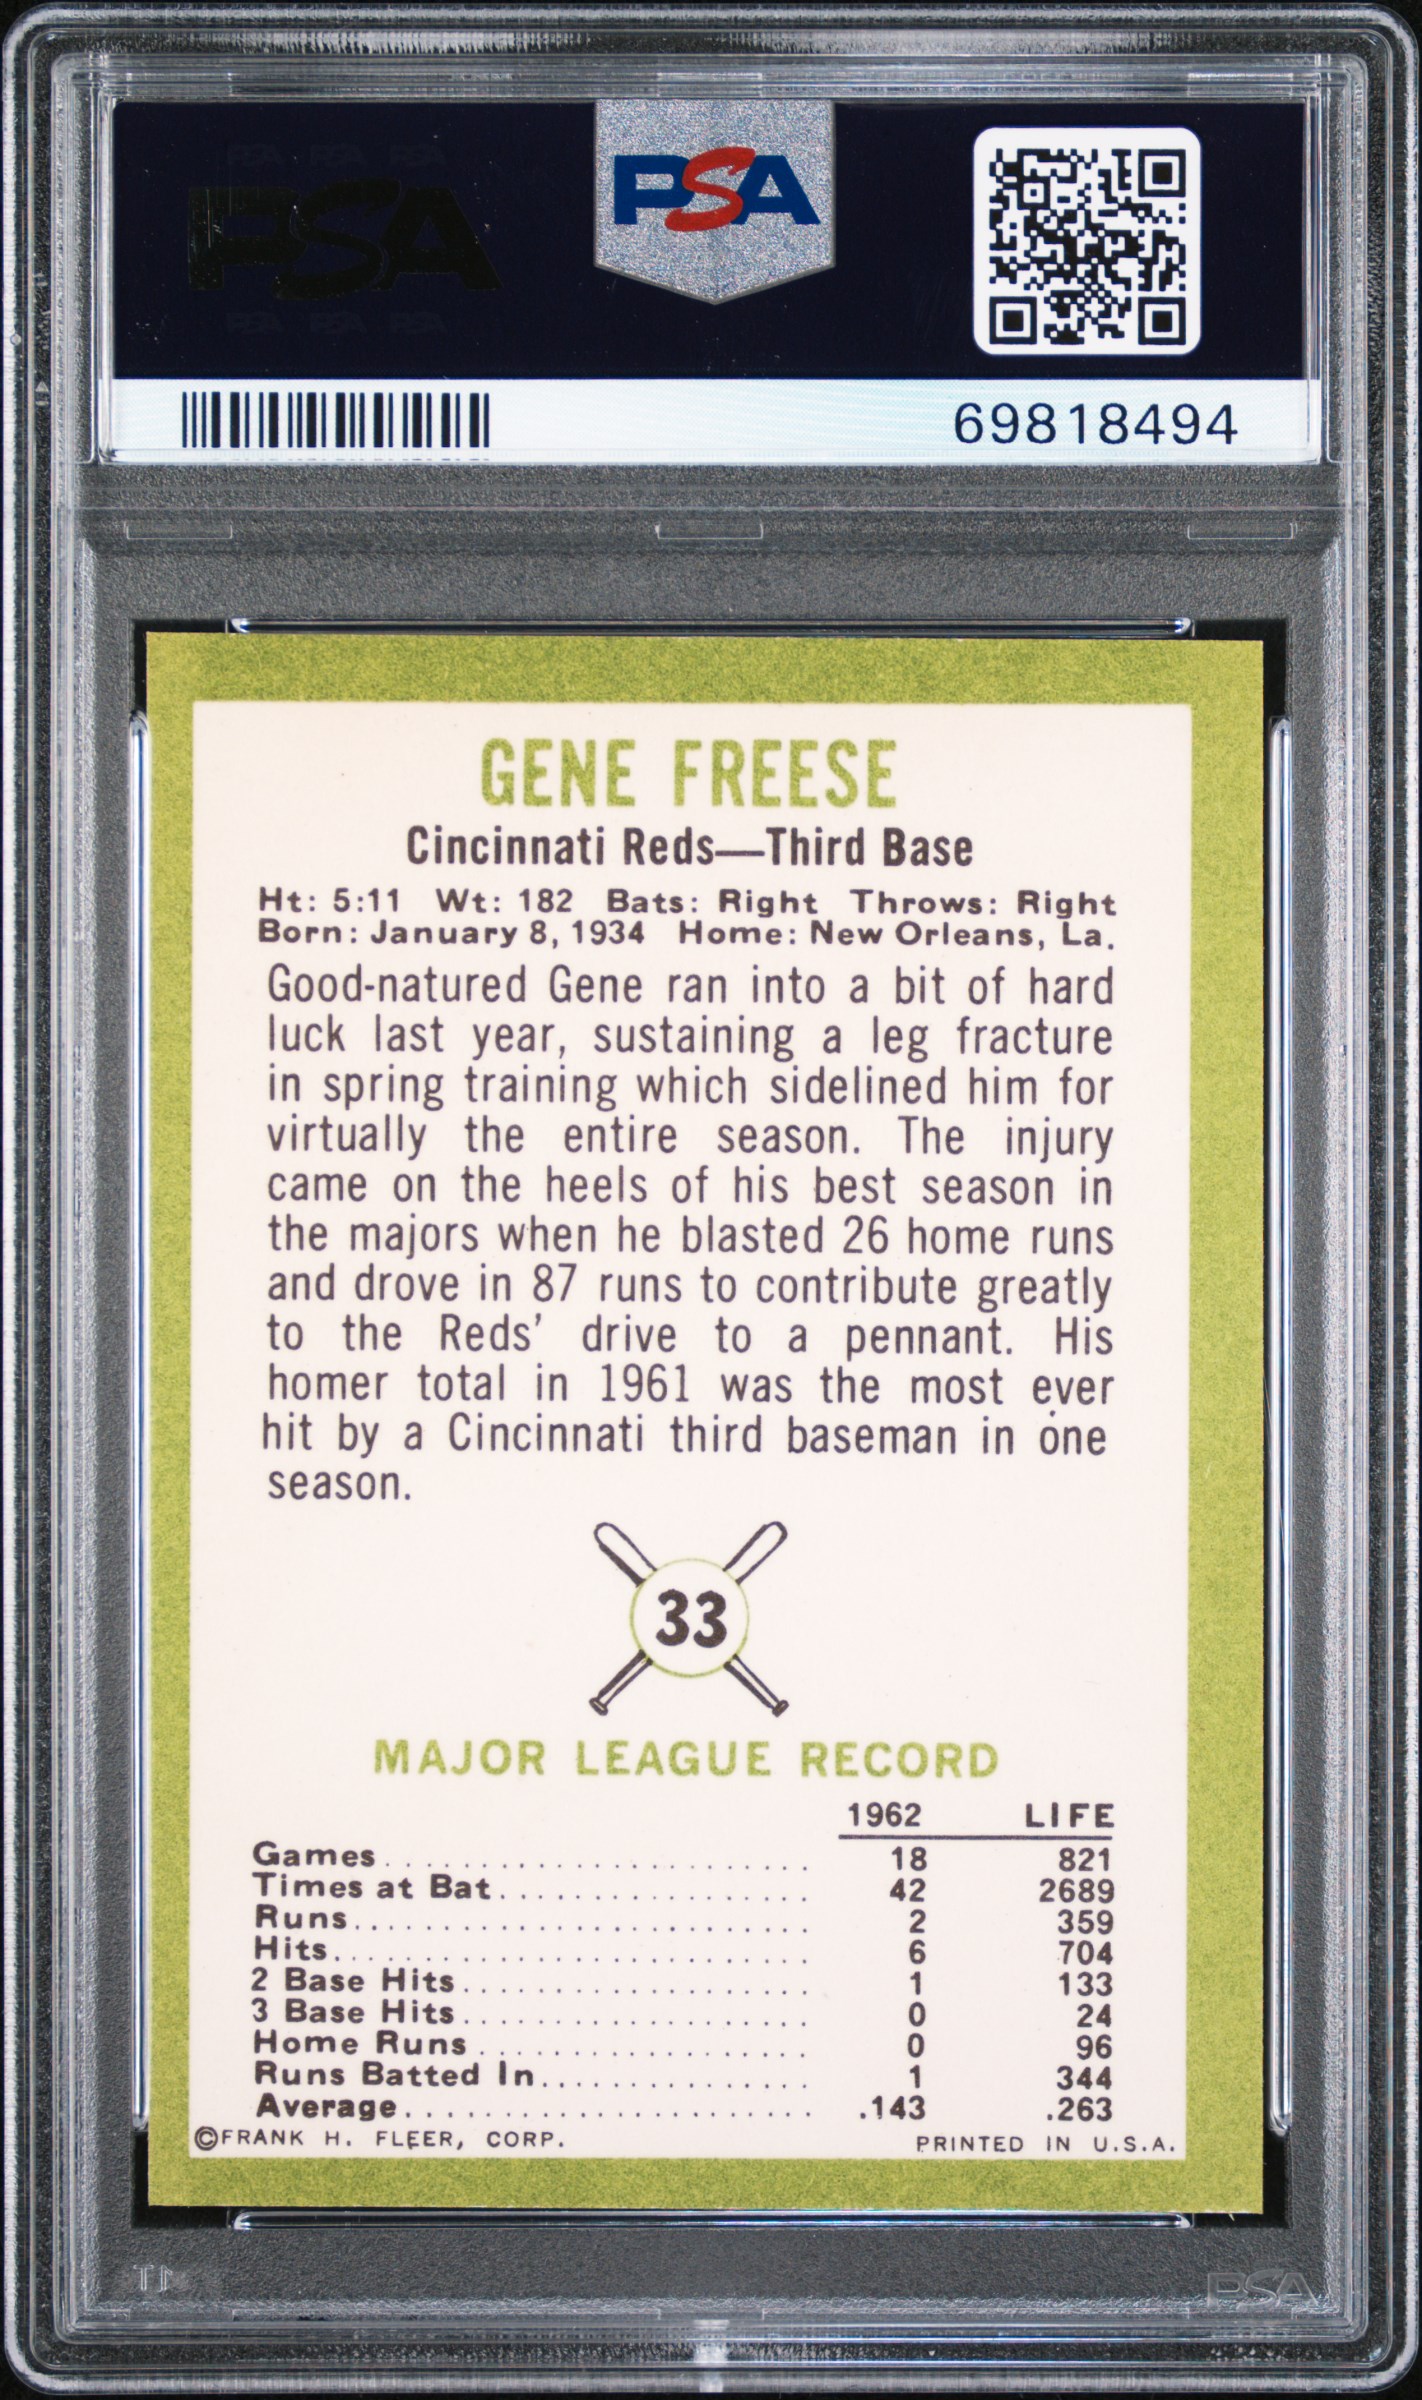 PSA PSA PSA
PSA
PSA PSA PSA
PSA
69818494
GENE FREESE
Cincinnati Reds—Third Base
Ht: 5:11 Wt: 182 Bats: Right Throws: Right
Born: January 8, 1934 Home: New Orleans, La.
Good-natured Gene ran into a bit of hard
luck last year, sustaining a leg fracture
in spring training which sidelined him for
virtually the entire season. The injury
came on the heels of his best season in
the majors when he blasted 26 home runs
and drove in 87 runs to contribute greatly
to the Reds' drive to a pennant. His
homer total in 1961 was the most ever
hit by a Cincinnati third baseman in one
season.
33
MAJOR LEAGUE RECORD
1962 LIFE
Games 18 821
Times at Bat 42 2689
Runs 2 359
Hits 6 704
2 Base Hits 1 133
3 Base Hits 0 24
Home Runs 0 96
Runs Batted In 1 344
Average .143 .263
©FRANK H. FLEER, CORP. PRINTED IN U.S.A.
PSA